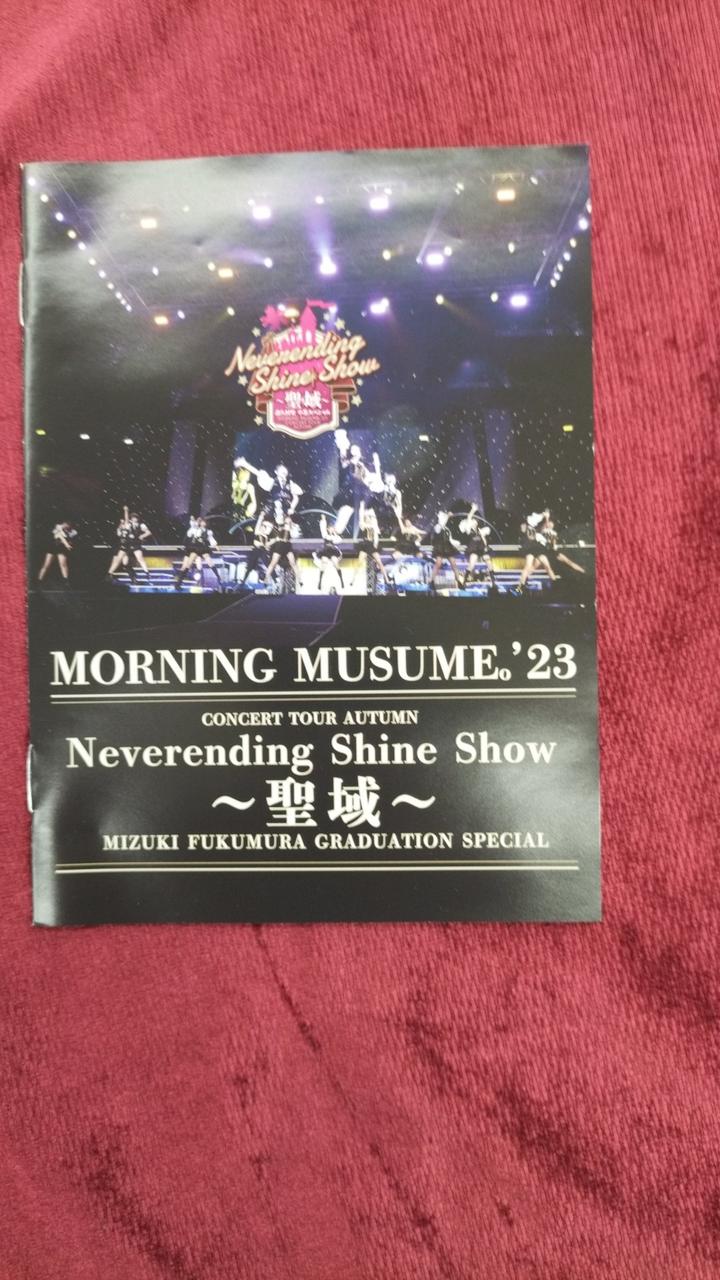 Neverending
Shine Show
~聖域~
MORNING MUSUME。'23
CONCERT TOUR AUTUMN
Neverending Shine Show
～聖域～
MIZUKI FUKUMURA GRADUATION SPECIAL